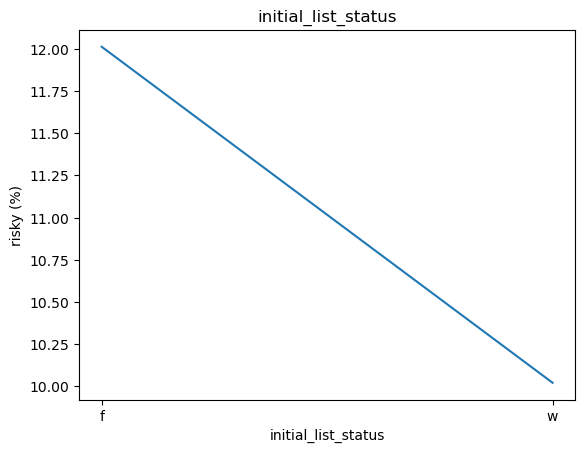 initial_list_status
12.00
11.75
11.50
11.25
11.00
10.75
10.50
10.25
10.00
risky (%)
f
w
initial_list_status